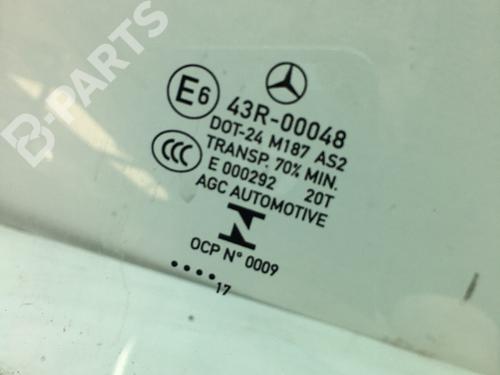 B-PARTS
E6
43R-00048
DOT-24 M187 AS2
CCC
TRANSP. 70% MIN.
E 000292 20T
AGC AUTOMOTIVE
OCP N° 0009
.... 17